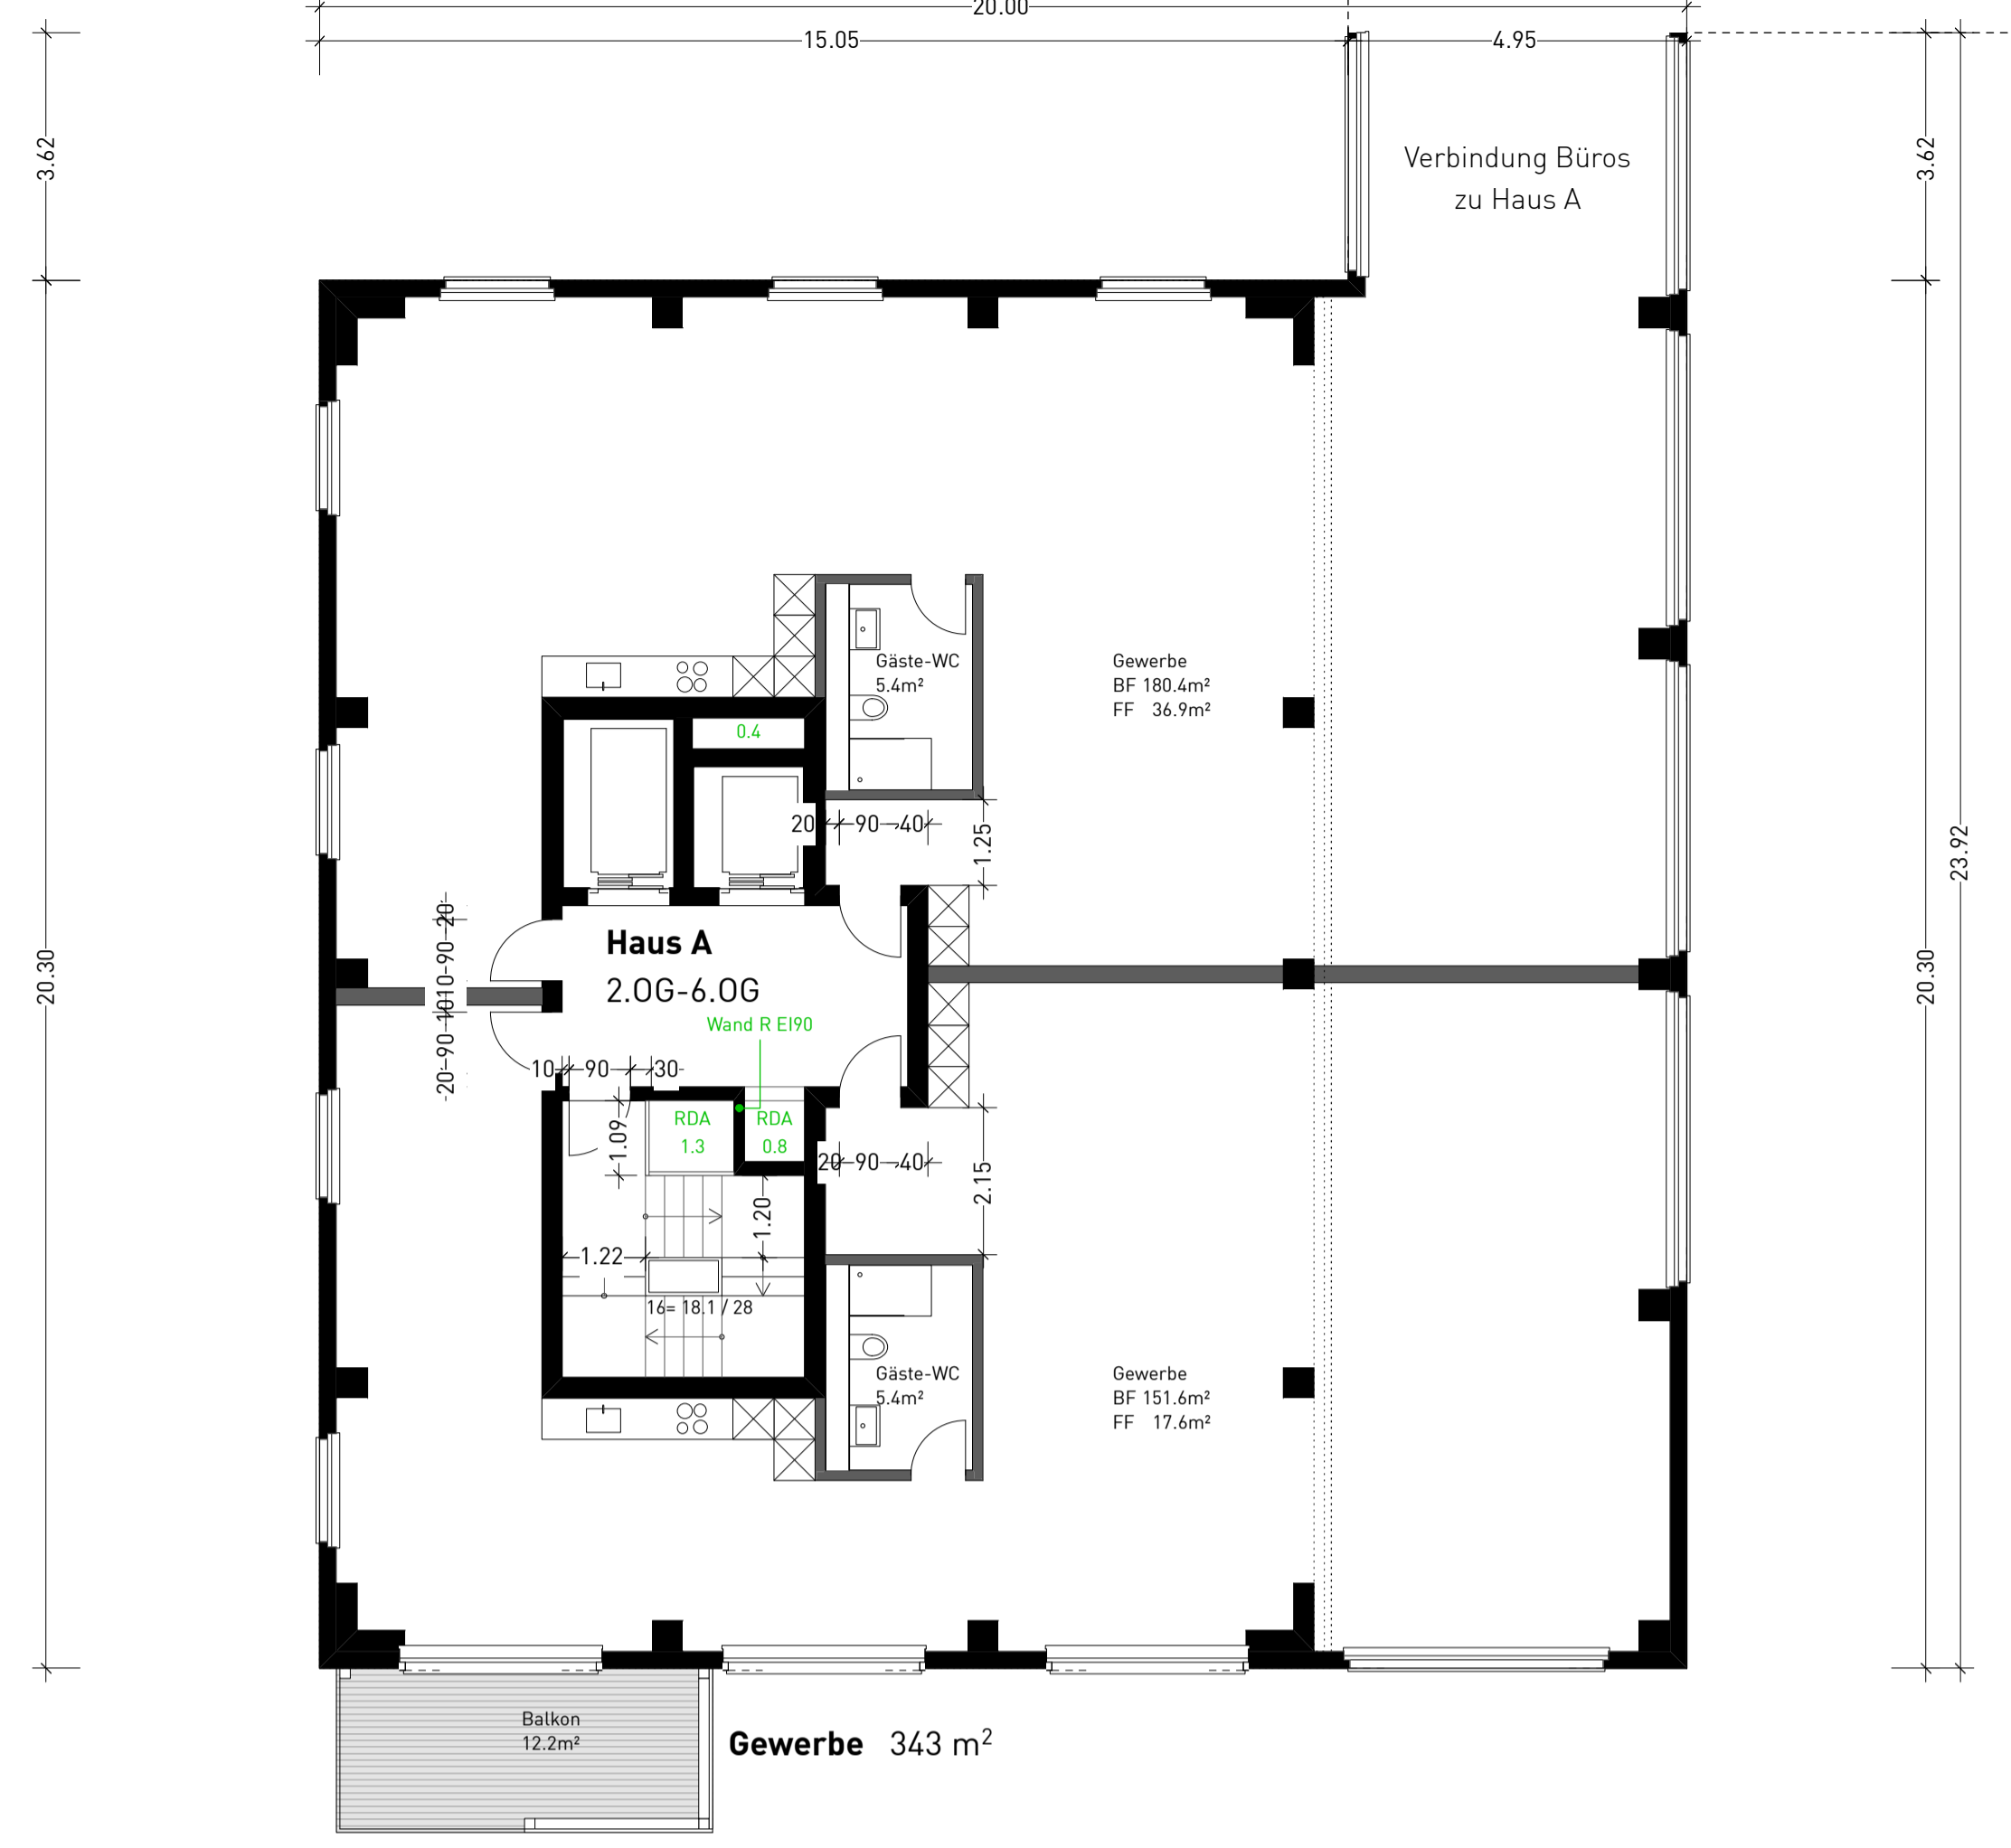 20.00
15.05
4.95
3.62
3.62
Verbindung Büros
zu Haus A
Gäste-WC
5.4m²
Gewerbe
BF 180.4m²
FF 36.9m²
0.4
20 90 40
1.25
23.92
20 90 10
10 90 20
20.30
20.30
Haus A
2.OG-6.OG
Wand R EI90
10 90 30
RDA
1.3
RDA
0.8
1.09
20 90 40
2.15
1.20
1.22
16= 18.1 / 28
Gäste-WC
5.4m²
Gewerbe
BF 151.6m²
FF 17.6m²
Balkon
12.2m²
Gewerbe 343 m²